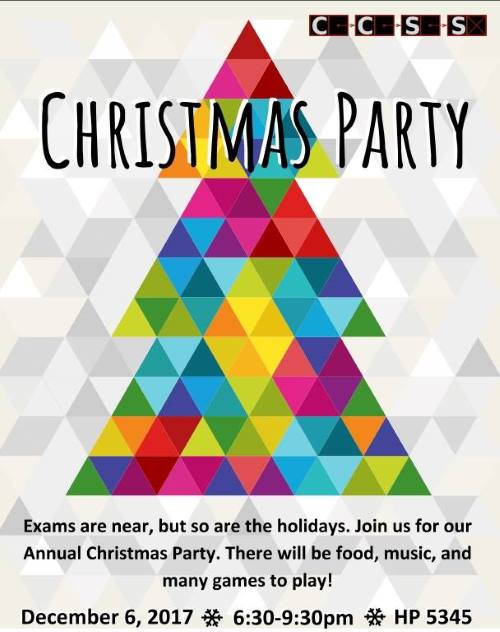 CCSS
CHRISTMAS PARTY
Exams are near, but so are the holidays. Join us for our
Annual Christmas Party. There will be food, music, and
many games to play!
December 6, 2017 6:30-9:30pm HP 5345